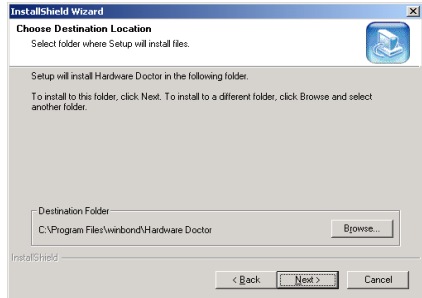 InstallShield Wizard
Choose Destination Location
Select folder where Setup will install files.
Setup will install Hardware Doctor in the following folder.
To install to this folder, click Next. To install to a different folder, click Browse and select
another folder.
Destination Folder
C:\Program Files\winbond\Hardware Doctor
Browse...
InstallShield
< Back
Next >
Cancel